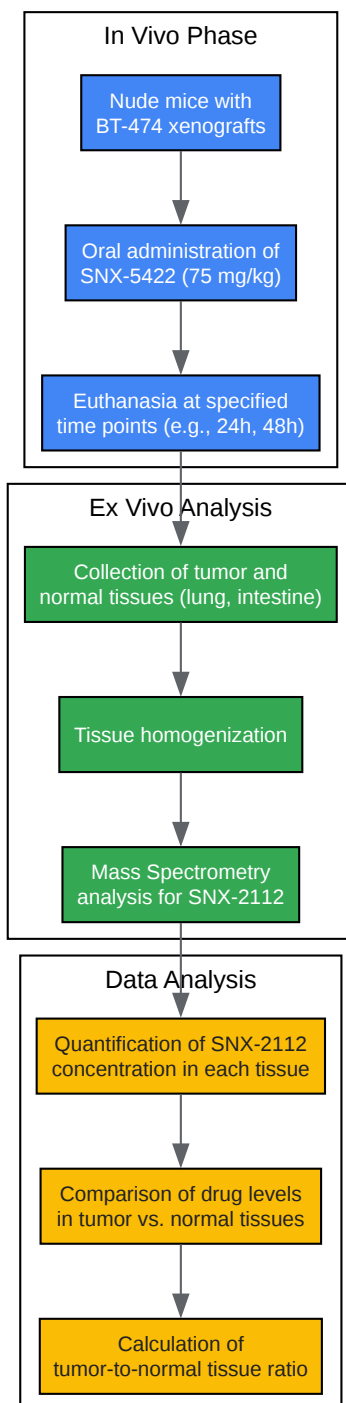 In Vivo Phase
Nude mice with
BT-474 xenografts
Oral administration of
SNX-5422 (75 mg/kg)
Euthanasia at specified
time points (e.g., 24h, 48h)
Ex Vivo Analysis
Collection of tumor and
normal tissues (lung, intestine)
Tissue homogenization
Mass Spectrometry
analysis for SNX-2112
Data Analysis
Quantification of SNX-2112
concentration in each tissue
Comparison of drug levels
in tumor vs. normal tissues
Calculation of
tumor-to-normal tissue ratio